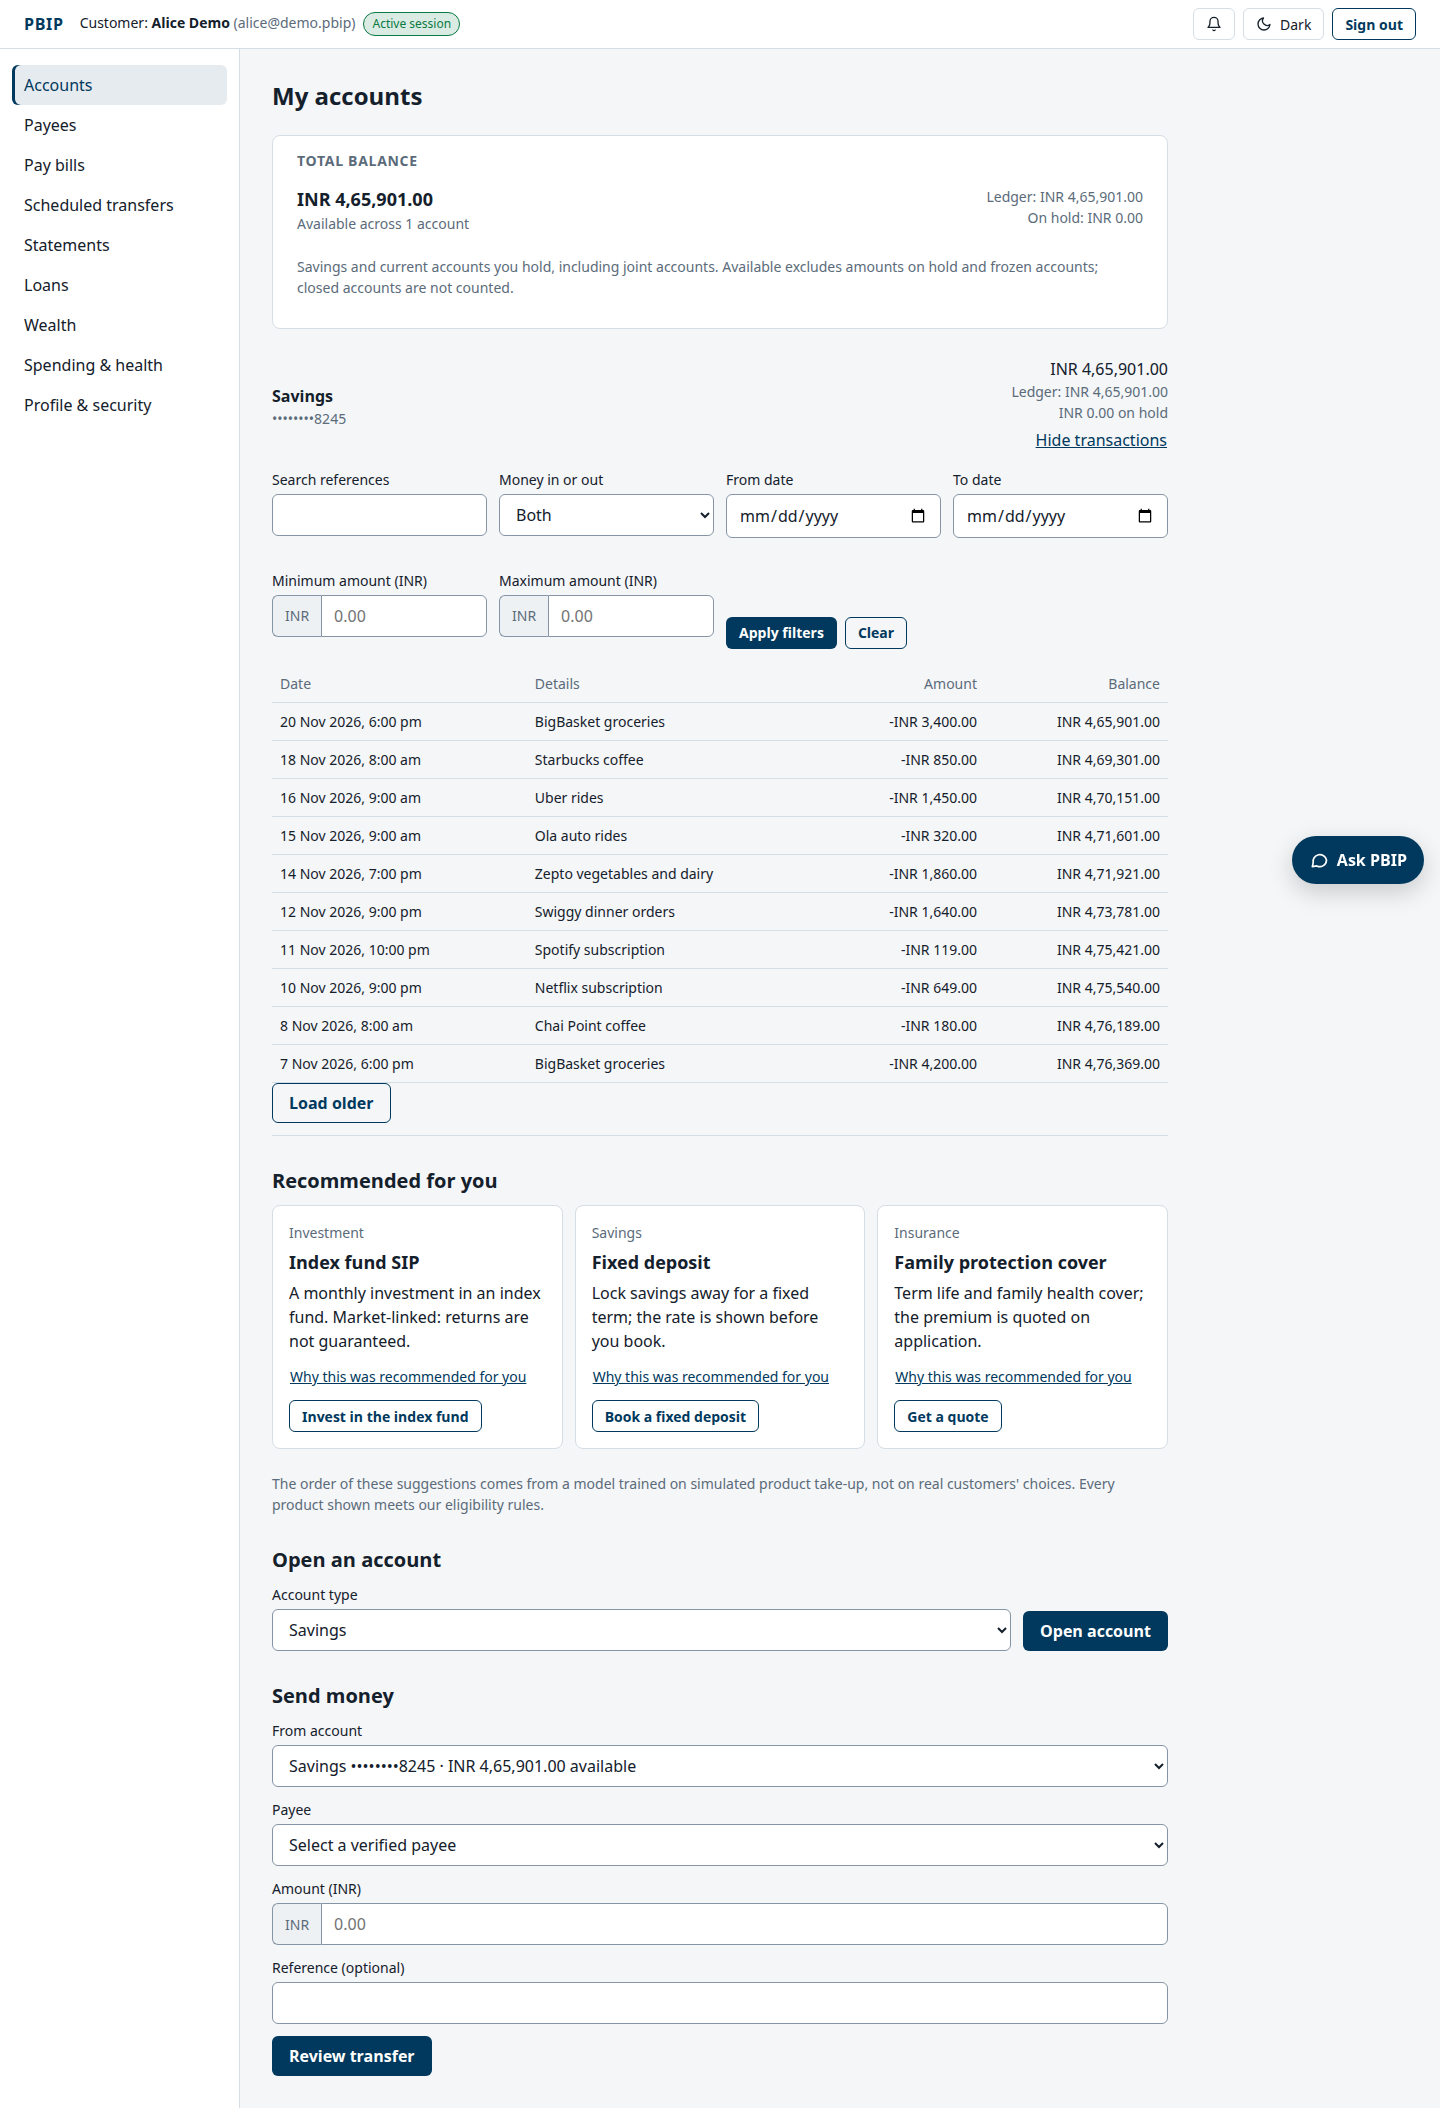 PBIP Customer: Alice Demo (alice@demo.pbip) Active session Dark Sign out
Accounts
Payees
Pay bills
Scheduled transfers
Statements
Loans
Wealth
Spending & health
Profile & security
My accounts
TOTAL BALANCE
INR 4,65,901.00
Available across 1 account
Ledger: INR 4,65,901.00
On hold: INR 0.00
Savings and current accounts you hold, including joint accounts. Available excludes amounts on hold and frozen accounts;
closed accounts are not counted.
Savings
••••••••8245
INR 4,65,901.00
Ledger: INR 4,65,901.00
INR 0.00 on hold
Hide transactions
Search references Money in or out From date To date
Both mm/dd/yyyy mm/dd/yyyy
Minimum amount (INR) Maximum amount (INR)
INR 0.00 INR 0.00 Apply filters Clear
Date Details Amount Balance
20 Nov 2026, 6:00 pm BigBasket groceries -INR 3,400.00 INR 4,65,901.00
18 Nov 2026, 8:00 am Starbucks coffee -INR 850.00 INR 4,69,301.00
16 Nov 2026, 9:00 am Uber rides -INR 1,450.00 INR 4,70,151.00
15 Nov 2026, 9:00 am Ola auto rides -INR 320.00 INR 4,71,601.00
14 Nov 2026, 7:00 pm Zepto vegetables and dairy -INR 1,860.00 INR 4,71,921.00
12 Nov 2026, 9:00 pm Swiggy dinner orders -INR 1,640.00 INR 4,73,781.00
11 Nov 2026, 10:00 pm Spotify subscription -INR 119.00 INR 4,75,421.00
10 Nov 2026, 9:00 pm Netflix subscription -INR 649.00 INR 4,75,540.00
8 Nov 2026, 8:00 am Chai Point coffee -INR 180.00 INR 4,76,189.00
7 Nov 2026, 6:00 pm BigBasket groceries -INR 4,200.00 INR 4,76,369.00
Load older
Ask PBIP
Recommended for you
Investment
Index fund SIP
A monthly investment in an index
fund. Market-linked: returns are
not guaranteed.
Why this was recommended for you
Invest in the index fund
Savings
Fixed deposit
Lock savings away for a fixed
term; the rate is shown before
you book.
Why this was recommended for you
Book a fixed deposit
Insurance
Family protection cover
Term life and family health cover;
the premium is quoted on
application.
Why this was recommended for you
Get a quote
The order of these suggestions comes from a model trained on simulated product take-up, not on real customers' choices. Every
product shown meets our eligibility rules.
Open an account
Account type
Savings Open account
Send money
From account
Savings ••••••••8245 · INR 4,65,901.00 available
Payee
Select a verified payee
Amount (INR)
INR 0.00
Reference (optional)
Review transfer